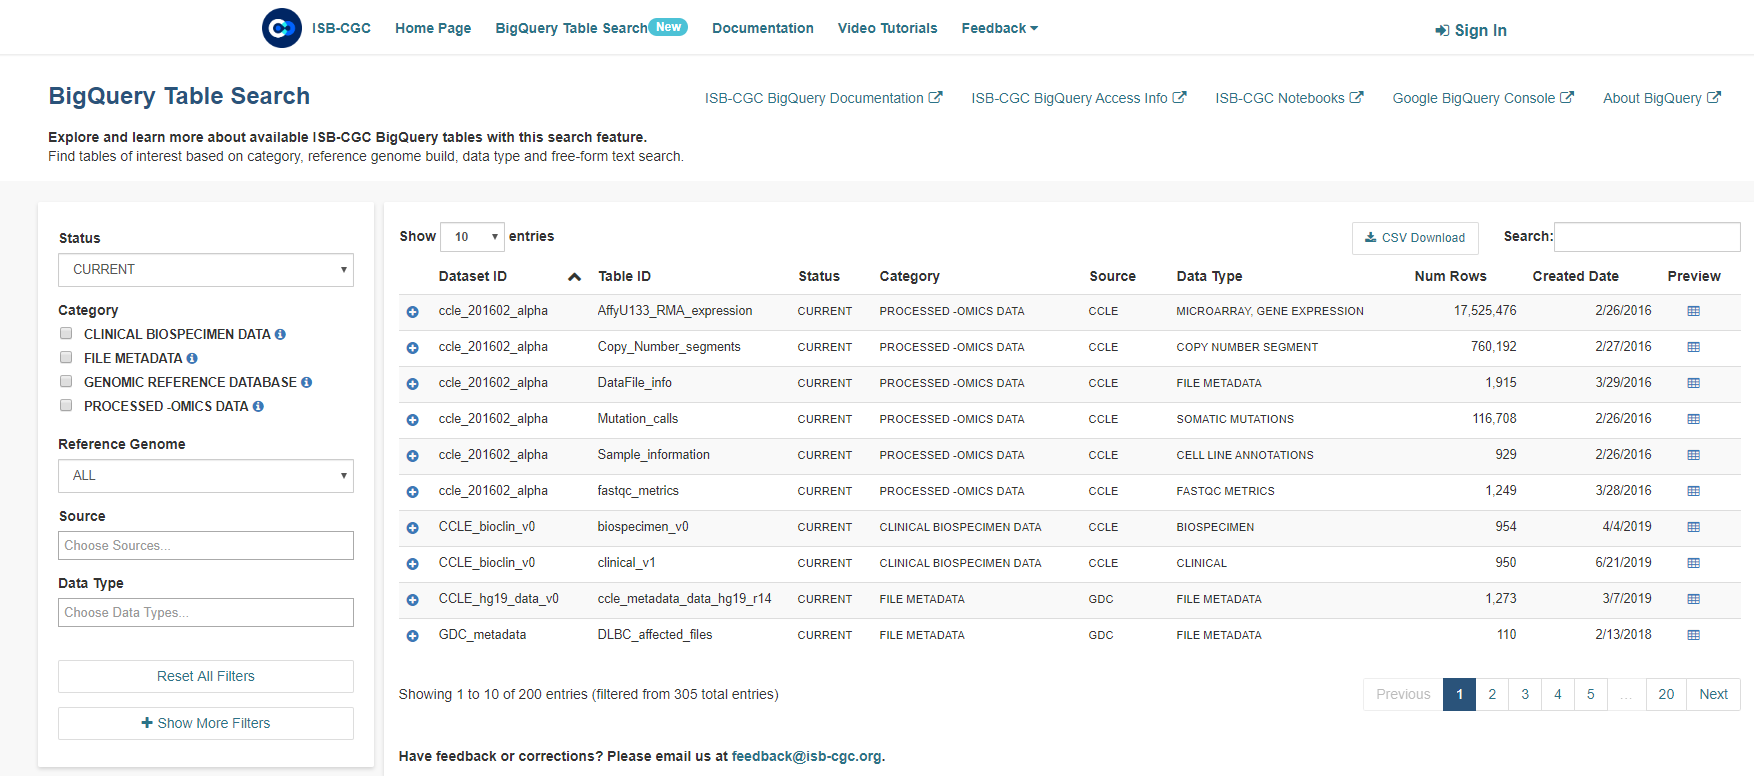 ISB-CGC Home Page BigQuery Table Search New Documentation Video Tutorials Feedback Sign In
BigQuery Table Search
ISB-CGC BigQuery Documentation ISB-CGC BigQuery Access Info ISB-CGC Notebooks Google BigQuery Console About BigQuery
Explore and learn more about available ISB-CGC BigQuery tables with this search feature.
Find tables of interest based on category, reference genome build, data type and free-form text search.
Status
CURRENT
Category
CLINICAL BIOSPECIMEN DATA
FILE METADATA
GENOMIC REFERENCE DATABASE
PROCESSED -OMICS DATA
Reference Genome
ALL
Source
Choose Sources...
Data Type
Choose Data Types...
Reset All Filters
Show More Filters
Show 10 entries CSV Download Search:
Dataset ID Table ID Status Category Source Data Type Num Rows Created Date Preview
ccle_201602_alpha AffyU133_RMA_expression CURRENT PROCESSED -OMICS DATA CCLE MICROARRAY, GENE EXPRESSION 17,525,476 2/26/2016
ccle_201602_alpha Copy_Number_segments CURRENT PROCESSED -OMICS DATA CCLE COPY NUMBER SEGMENT 760,192 2/27/2016
ccle_201602_alpha DataFile_info CURRENT PROCESSED -OMICS DATA CCLE FILE METADATA 1,915 3/29/2016
ccle_201602_alpha Mutation_calls CURRENT PROCESSED -OMICS DATA CCLE SOMATIC MUTATIONS 116,708 2/26/2016
ccle_201602_alpha Sample_information CURRENT PROCESSED -OMICS DATA CCLE CELL LINE ANNOTATIONS 929 2/26/2016
ccle_201602_alpha fastqc_metrics CURRENT PROCESSED -OMICS DATA CCLE FASTQC METRICS 1,249 3/28/2016
CCLE_bioclin_v0 biospecimen_v0 CURRENT CLINICAL BIOSPECIMEN DATA CCLE BIOSPECIMEN 954 4/4/2019
CCLE_bioclin_v0 clinical_v1 CURRENT CLINICAL BIOSPECIMEN DATA CCLE CLINICAL 950 6/21/2019
CCLE_hg19_data_v0 ccle_metadata_data_hg19_r14 CURRENT FILE METADATA GDC FILE METADATA 1,273 3/7/2019
GDC_metadata DLBC_affected_files CURRENT FILE METADATA GDC FILE METADATA 110 2/13/2018
Showing 1 to 10 of 200 entries (filtered from 305 total entries) Previous 1 2 3 4 5 ... 20 Next
Have feedback or corrections? Please email us at feedback@isb-cgc.org.